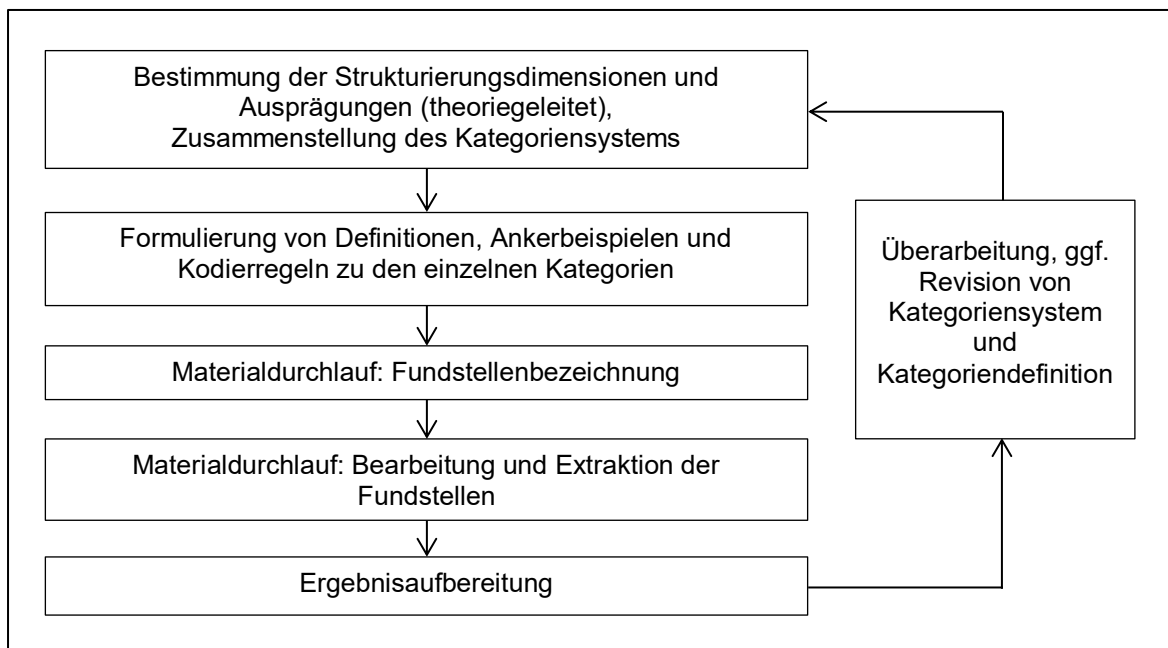 Bestimmung der Strukturierungsdimensionen und
Ausprägungen (theoriegeleitet),
Zusammenstellung des Kategoriensystems
Formulierung von Definitionen, Ankerbeispielen und
Kodierregeln zu den einzelnen Kategorien
Materialdurchlauf: Fundstellenbezeichnung
Materialdurchlauf: Bearbeitung und Extraktion der
Fundstellen
Ergebnisaufbereitung
Überarbeitung, ggf.
Revision von
Kategoriensystem
und
Kategoriendefinition